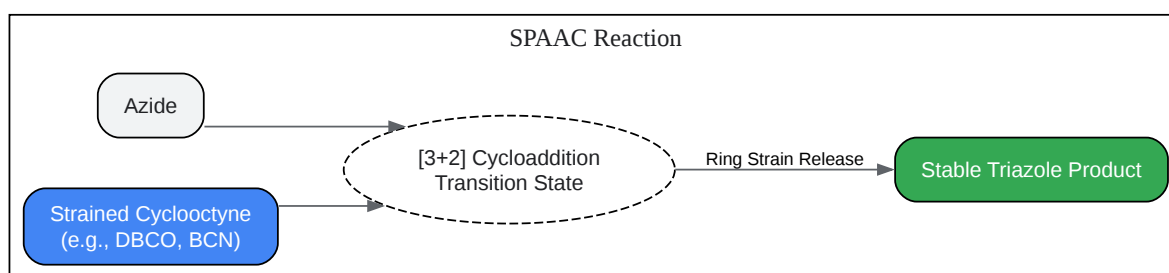 SPAAC Reaction
Azide
[3+2] Cycloaddition
Transition State
Ring Strain Release
Stable Triazole Product
Strained Cyclooctyne
(e.g., DBCO, BCN)